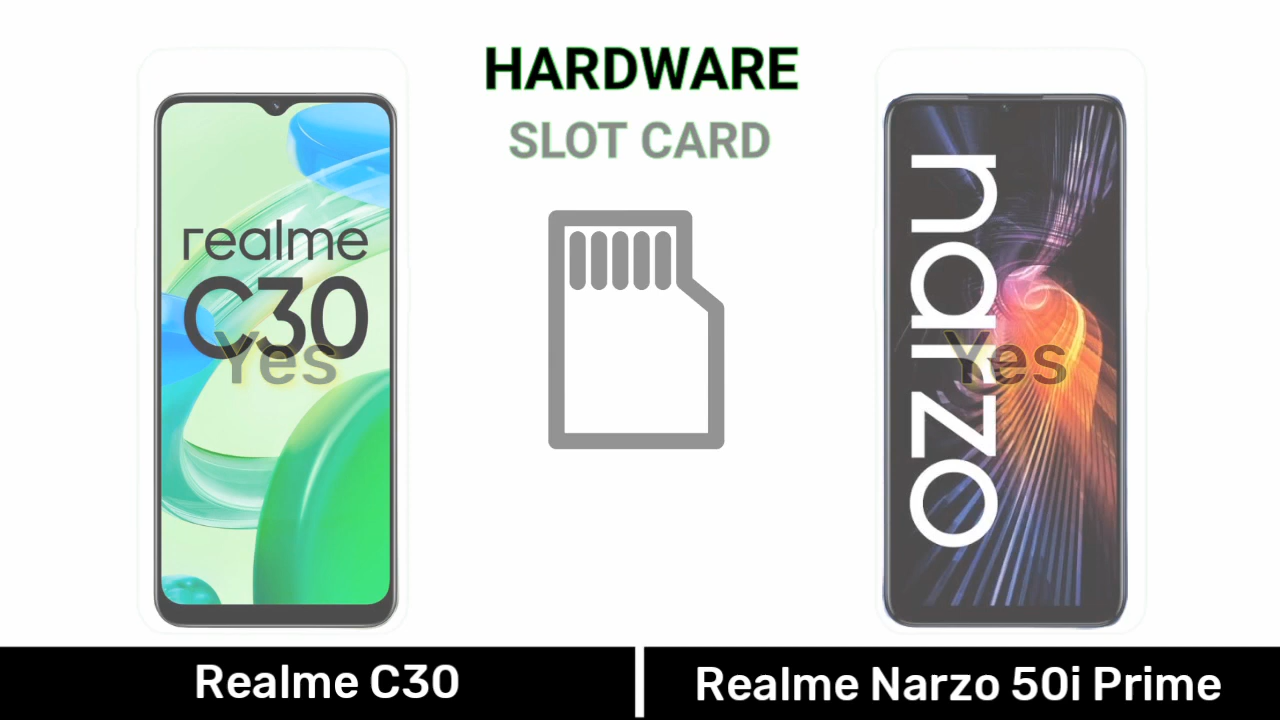 HARDWARE
SLOT CARD
realme
C30
Yes
narzo
Yes
Realme C30
Realme Narzo 50i Prime